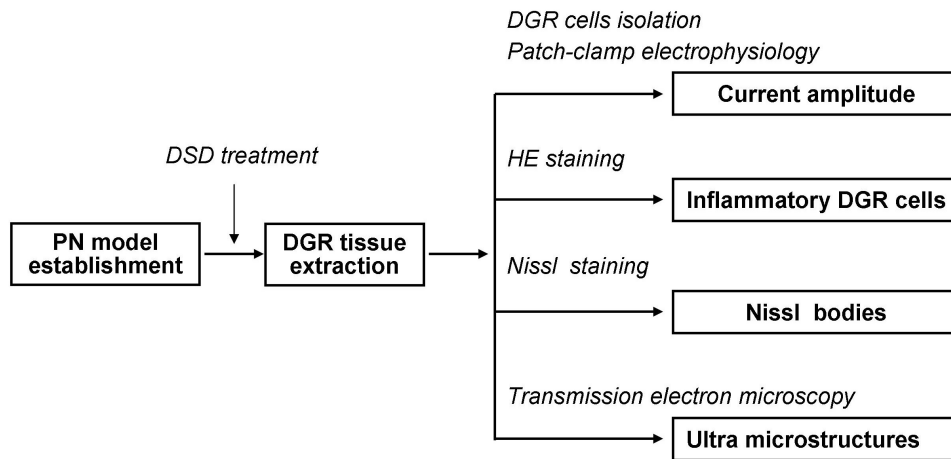 DGR cells isolation
Patch-clamp electrophysiology
Current amplitude
DSD treatment
HE staining
Inflammatory DGR cells
PN model
establishment
DGR tissue
extraction
Nissl staining
Nissl bodies
Transmission electron microscopy
Ultra microstructures